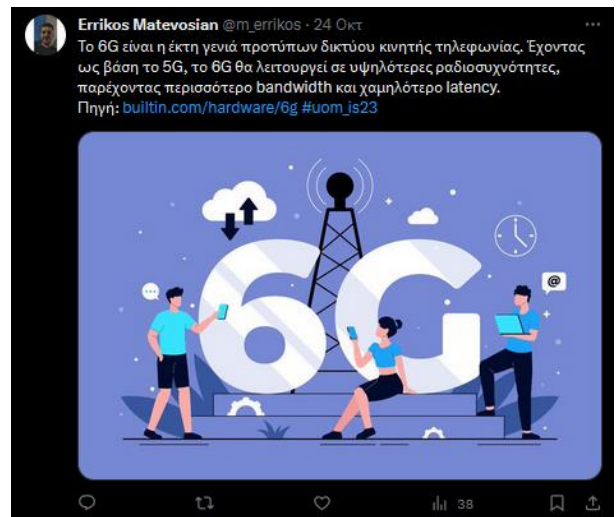 Errikos Matevosian @m_errikos · 24 Οκτ
Το 6G είναι η έκτη γενιά προτύπων δικτύου κινητής τηλεφωνίας. Έχοντας
ως βάση το 5G, το 6G θα λειτουργεί σε υψηλότερες ραδιοσυχνότητες,
παρέχοντας περισσότερο bandwidth και χαμηλότερο latency.
Πηγή: builtin.com/hardware/6g #uom_is23
6G
@
38